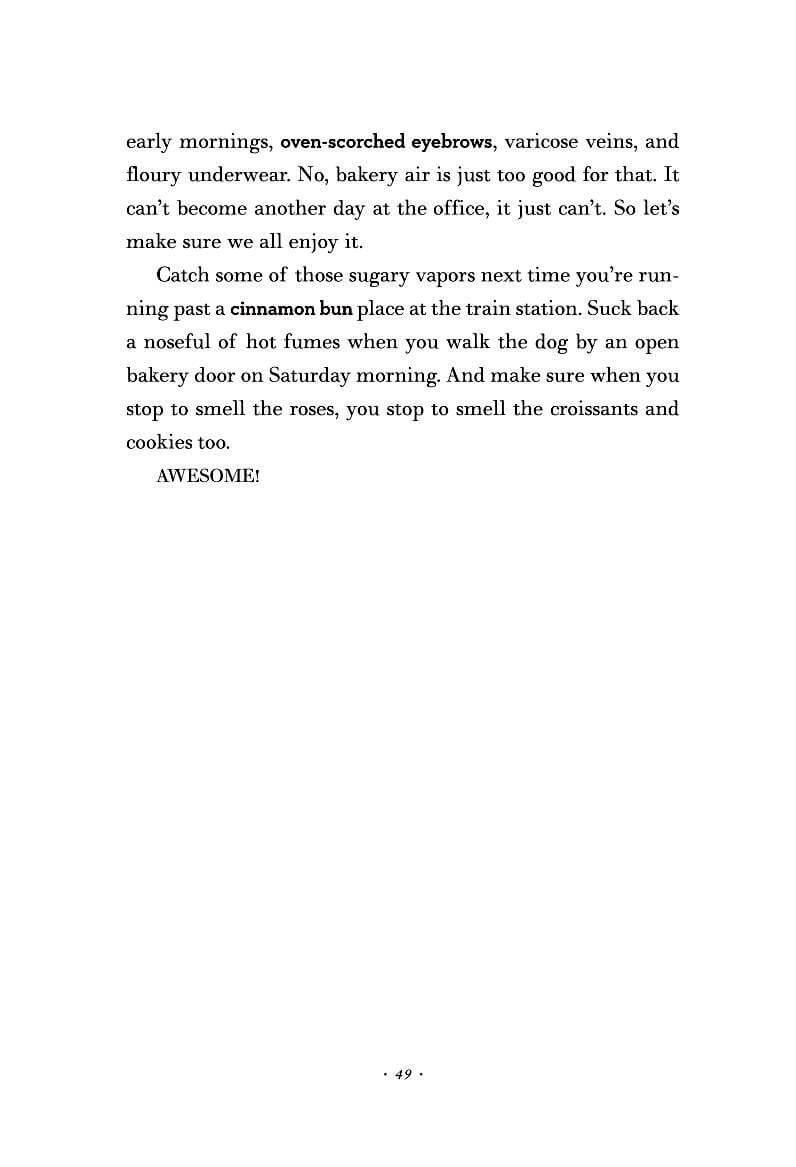 early mornings, oven-scorched eyebrows, varicose veins, and
floury underwear. No, bakery air is just too good for that. It
can’t become another day at the office, it just can’t. So let’s
make sure we all enjoy it.
Catch some of those sugary vapors next time you’re run-
ning past a cinnamon bun place at the train station. Suck back
a noseful of hot fumes when you walk the dog by an open
bakery door on Saturday morning. And make sure when you
stop to smell the roses, you stop to smell the croissants and
cookies too.
AWESOME!
· 49 ·